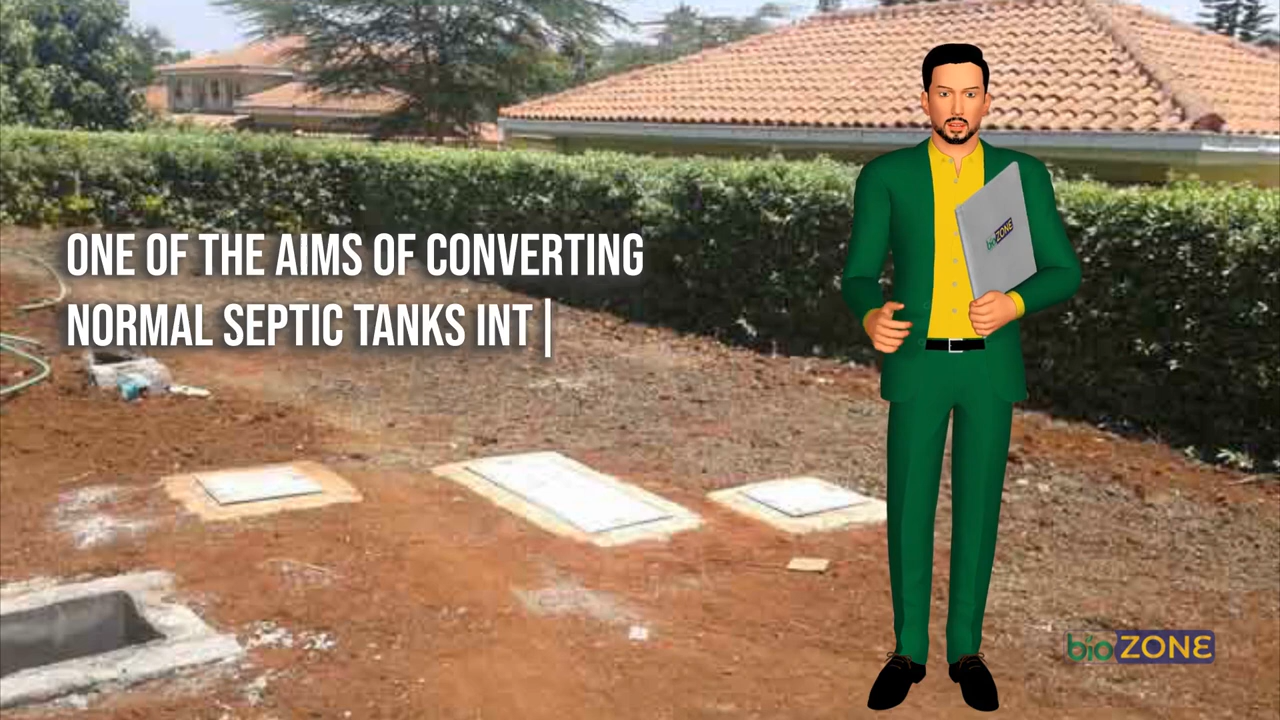 ONE OF THE AIMS OF CONVERTING
NORMAL SEPTIC TANKS INT|
bioZONE
bioZONE